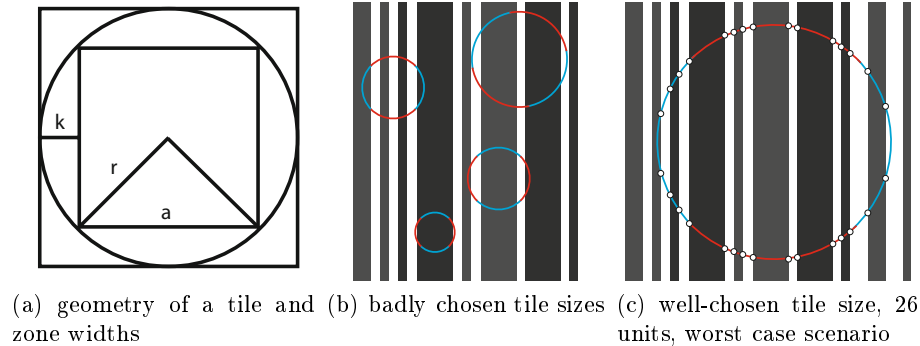 k
r
a
(a) geometry of a tile and
zone widths
(b) badly chosen tile sizes
(c) well-chosen tile size, 26
units, worst case scenario